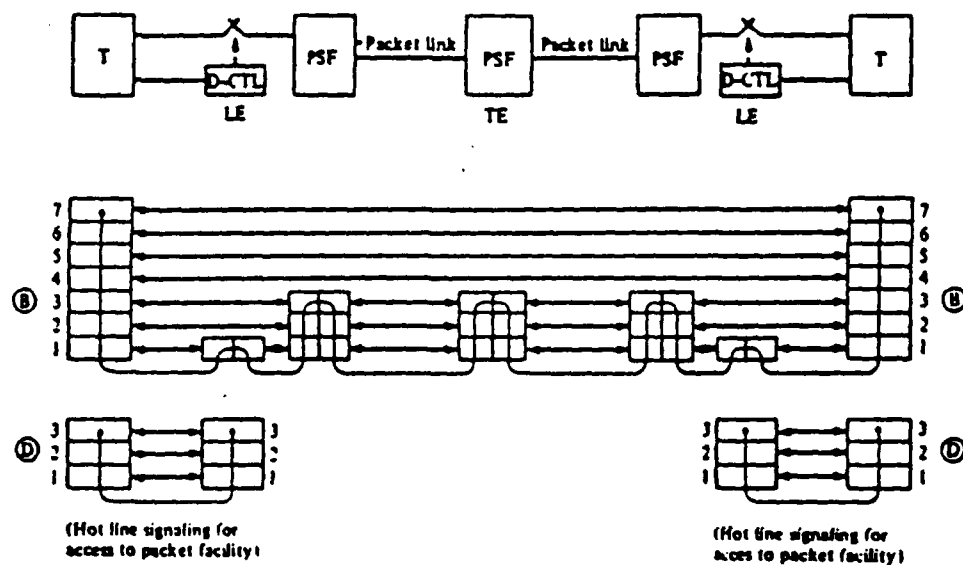 T
PSF
Packet link
PSF
Packet link
PSF
T
D-CTL
LE
TE
D-CTL
LE
7
6
5
4
3
2
1
B
7
6
5
4
3
2
1
B
D
3
2
1
3
2
1
3
2
1
3
2
1
D
(Hot line signaling for
access to packet facility)
(Hot line signaling for
acces to packet facility)